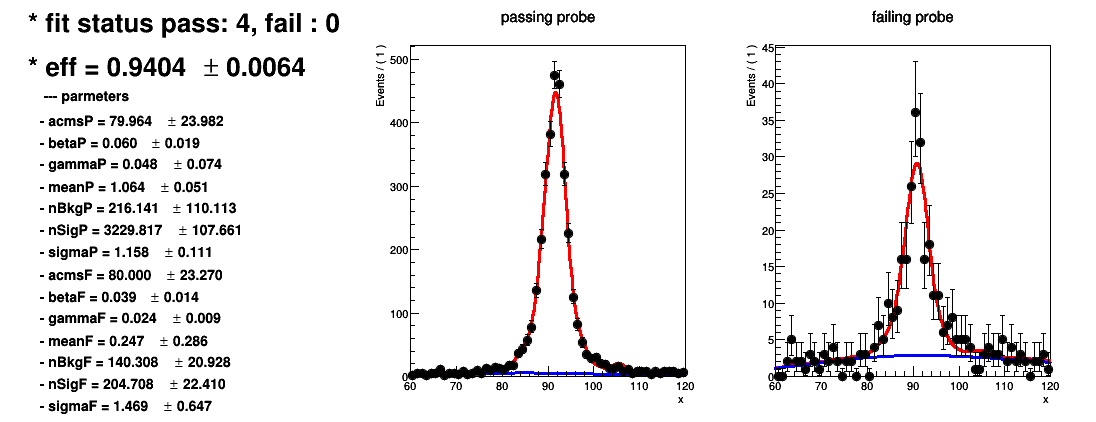 * fit status pass: 4, fail : 0
* eff = 0.9404 ± 0.0064
--- parmeters
- acmsP = 79.964 ± 23.982
- betaP = 0.060 ± 0.019
- gammaP = 0.048 ± 0.074
- meanP = 1.064 ± 0.051
- nBkgP = 216.141 ± 110.113
- nSigP = 3229.817 ± 107.661
- sigmaP = 1.158 ± 0.111
- acmsF = 80.000 ± 23.270
- betaF = 0.039 ± 0.014
- gammaF = 0.024 ± 0.009
- meanF = 0.247 ± 0.286
- nBkgF = 140.308 ± 20.928
- nSigF = 204.708 ± 22.410
- sigmaF = 1.469 ± 0.647
passing probe
Events / ( 1 )
500
400
300
200
100
0
60 70 80 90 100 110 120
x
failing probe
Events / ( 1 )
45
40
35
30
25
20
15
10
5
0
60 70 80 90 100 110 120
x